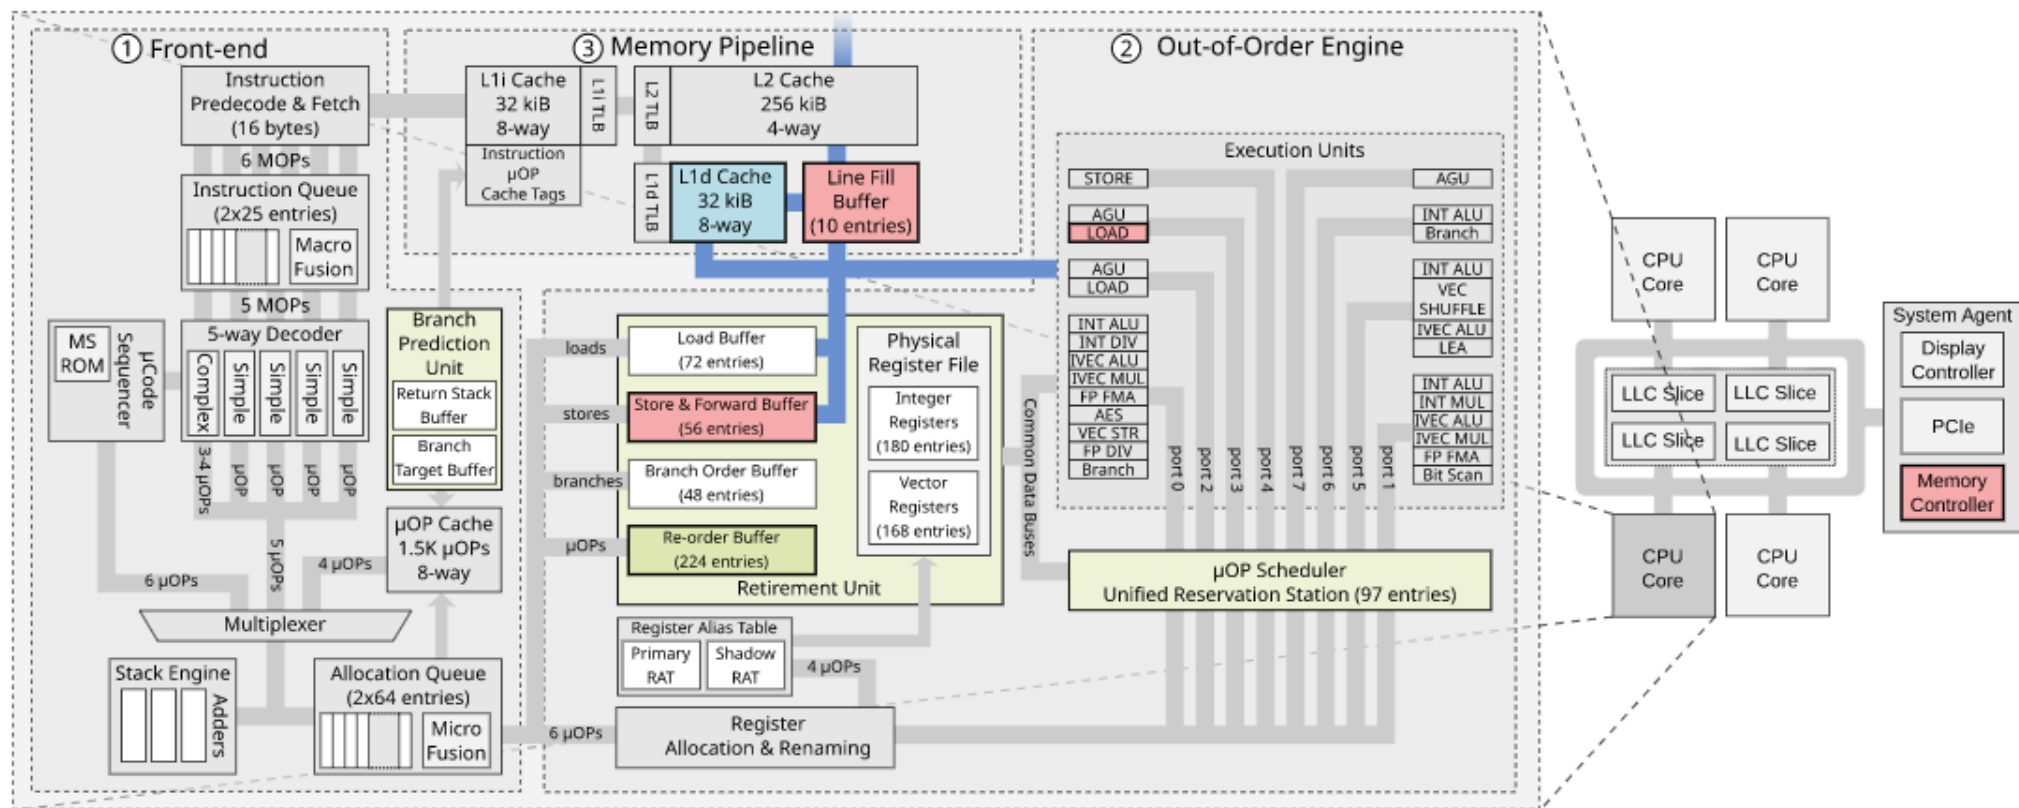 ① Front-end
Instruction
Predecode & Fetch
(16 bytes)
6 MOPs
Instruction Queue
(2x25 entries)
Macro
Fusion
5 MOPs
5-way Decoder
Complex
Simple
Simple
Simple
Simple
MS
ROM
µCode
Sequencer
3-4 µOPs
µOP
µOP
µOP
µOP
Branch
Prediction
Unit
Return Stack
Buffer
Branch
Target Buffer
µOP Cache
1.5K µOPs
8-way
6 µOPs
5 µOPs
4 µOPs
Multiplexer
Stack Engine
Adders
Allocation Queue
(2x64 entries)
Micro
Fusion
③ Memory Pipeline
L1i Cache
32 kiB
8-way
L1i TLB
Instruction
µOP
Cache Tags
L2 TLB
L2 Cache
256 kiB
4-way
L1d TLB
L1d Cache
32 kiB
8-way
Line Fill
Buffer
(10 entries)
② Out-of-Order Engine
loads
Load Buffer
(72 entries)
stores
Store & Forward Buffer
(56 entries)
branches
Branch Order Buffer
(48 entries)
µOPs
Re-order Buffer
(224 entries)
Physical
Register File
Integer
Registers
(180 entries)
Vector
Registers
(168 entries)
Retirement Unit
Register Alias Table
Primary
RAT
Shadow
RAT
4 µOPs
6 µOPs
Register
Allocation & Renaming
Common Data Buses
Execution Units
STORE
AGU
LOAD
AGU
LOAD
INT ALU
INT DIV
IVEC ALU
IVEC MUL
FP FMA
AES
VEC STR
FP DIV
Branch
port 0
port 2
port 3
port 4
port 7
port 6
port 5
port 1
AGU
INT ALU
Branch
INT ALU
VEC
SHUFFLE
IVEC ALU
LEA
INT ALU
INT MUL
IVEC ALU
IVEC MUL
FP FMA
Bit Scan
µOP Scheduler
Unified Reservation Station (97 entries)
CPU
Core
CPU
Core
LLC Slice
LLC Slice
LLC Slice
LLC Slice
CPU
Core
CPU
Core
System Agent
Display
Controller
PCIe
Memory
Controller